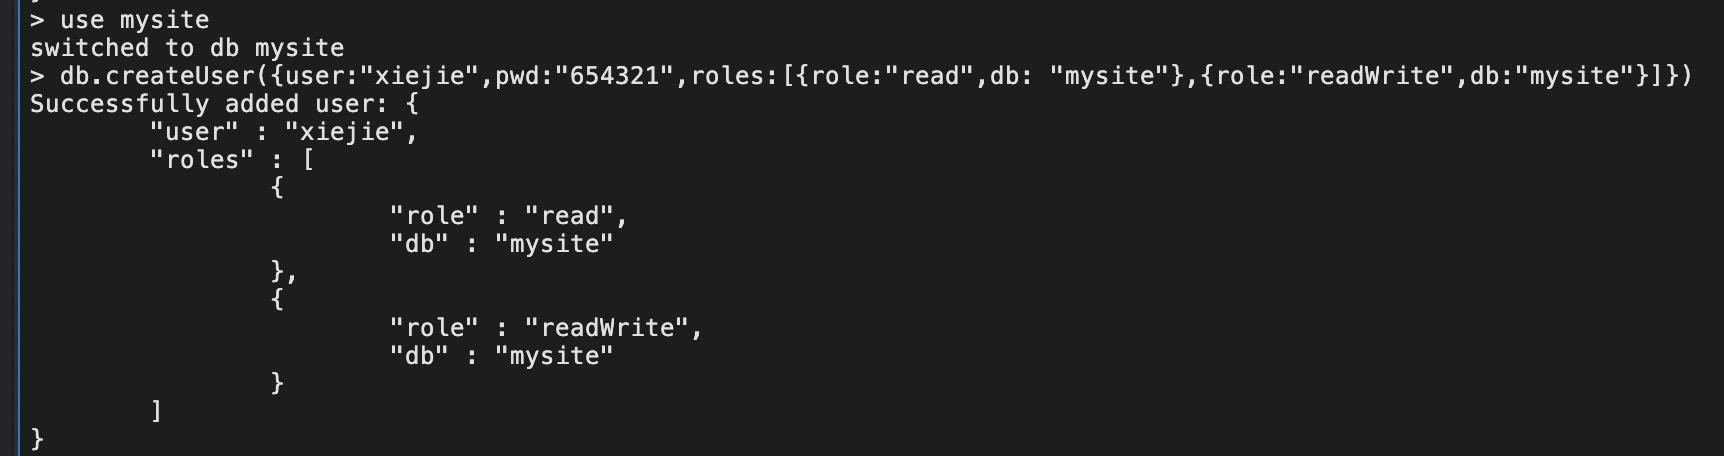 > use mysite
switched to db mysite
> db.createUser({user:"xiejie",pwd:"654321",roles:[{role:"read",db: "mysite"},{role:"readWrite",db:"mysite"}]})
Successfully added user: {
        "user" : "xiejie",
        "roles" : [
                {
                        "role" : "read",
                        "db" : "mysite"
                },
                {
                        "role" : "readWrite",
                        "db" : "mysite"
                }
        ]
}